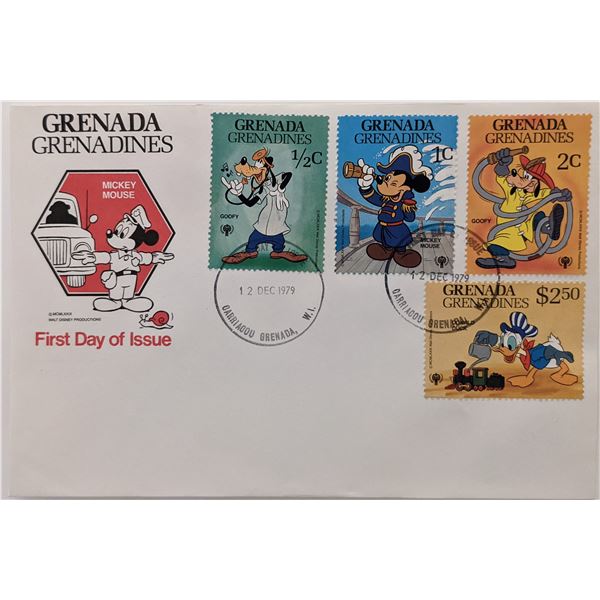 GRENADA
GRENADINES
MICKEY
MOUSE
© MCMLXXIX
WALT DISNEY PRODUCTIONS
First Day of Issue
GRENADA
GRENADINES
½C
GOOFY
GRENADA
GRENADINES
1C
MICKEY
MOUSE
GRENADA
GRENADINES
2C
GOOFY
GRENADA
GRENADINES
$2.50
12 DEC 1979
CARRIACOU GRENADA, W.I.
12 DEC 1979
CARRIACOU GRENADA, W.I.